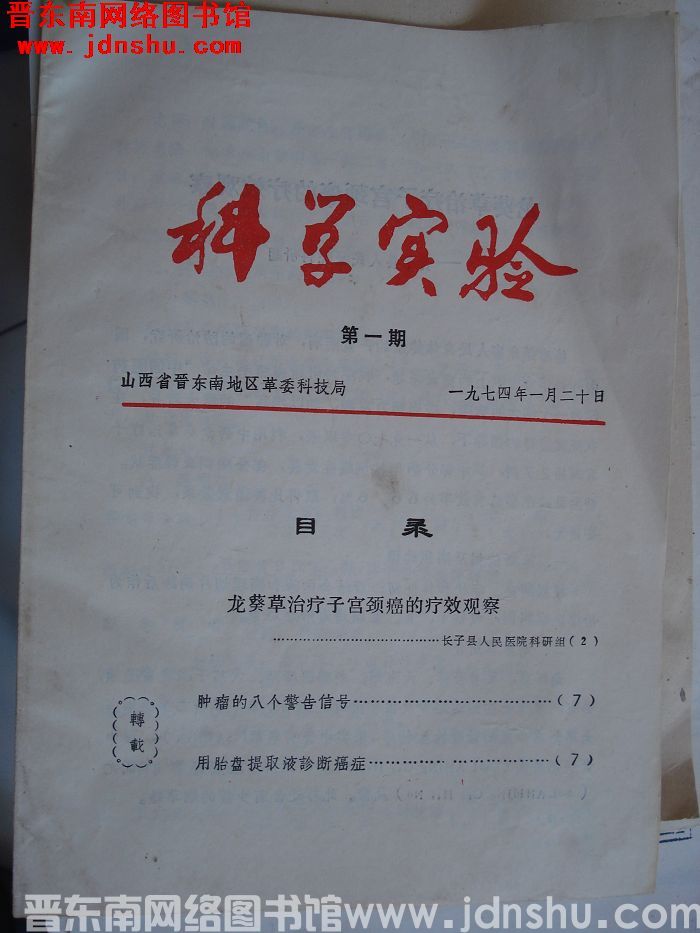 晋东南网络图书馆
www.jdnshu.com
科学实验
第一期
山西省晋东南地区革委科技局 一九七四年一月二十日
目 录
龙葵草治疗子宫颈癌的疗效观察
……………………………………长子县人民医院科研组(2)
肿瘤的八个警告信号……………………………(7)
轉載
用胎盘提取液診断癌症………………………(7)
晋东南网络图书馆www.jdnshu.com